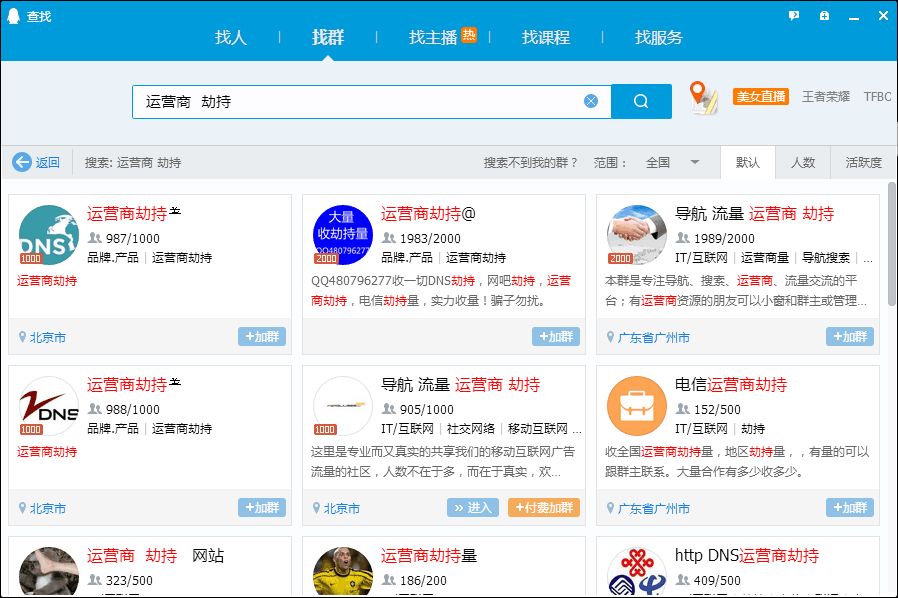 查找
找人
找群
找主播
热
找课程
找服务
运营商 劫持
美女直播
王者荣耀
TFBO
返回
搜索: 运营商 劫持
搜索不到我的群？
范围：
全国
默认
人数
活跃度
DNS
1000
运营商劫持
987/1000
品牌.产品 | 运营商劫持
运营商劫持
北京市
+加群
大量
收劫持量
QQ480796277
2000
运营商劫持@
1983/2000
品牌.产品 | 运营商劫持
QQ480796277收一切DNS劫持，网吧劫持，运营
商劫持，电信劫持量，实力收量！骗子勿扰。
+加群
2000
导航 流量 运营商 劫持
1989/2000
IT/互联网 | 运营商量 | 导航搜索 | ...
本群是专注导航、搜索、运营商、流量交流的平
台；有运营商资源的朋友可以小窗和群主或管理...
广东省广州市
+加群
DNS
1000
运营商劫持
988/1000
品牌.产品 | 运营商劫持
运营商劫持
北京市
+加群
1000
导航 流量 运营商 劫持
905/1000
IT/互联网 | 社交网络 | 移动互联网 ...
这里是专业而又真实的共享我们的移动互联网广告
流量的社区，人数不在于多，而在于真实，欢...
北京市
进入
+付费加群
电信运营商劫持
152/500
IT/互联网 | 劫持
收全国运营商劫持量，地区劫持量，，有量的可以
跟群主联系。大量合作有多少收多少。
广东省广州市
+加群
运营商 劫持 网站
323/500
运营商劫持量
186/200
http DNS运营商劫持
409/500